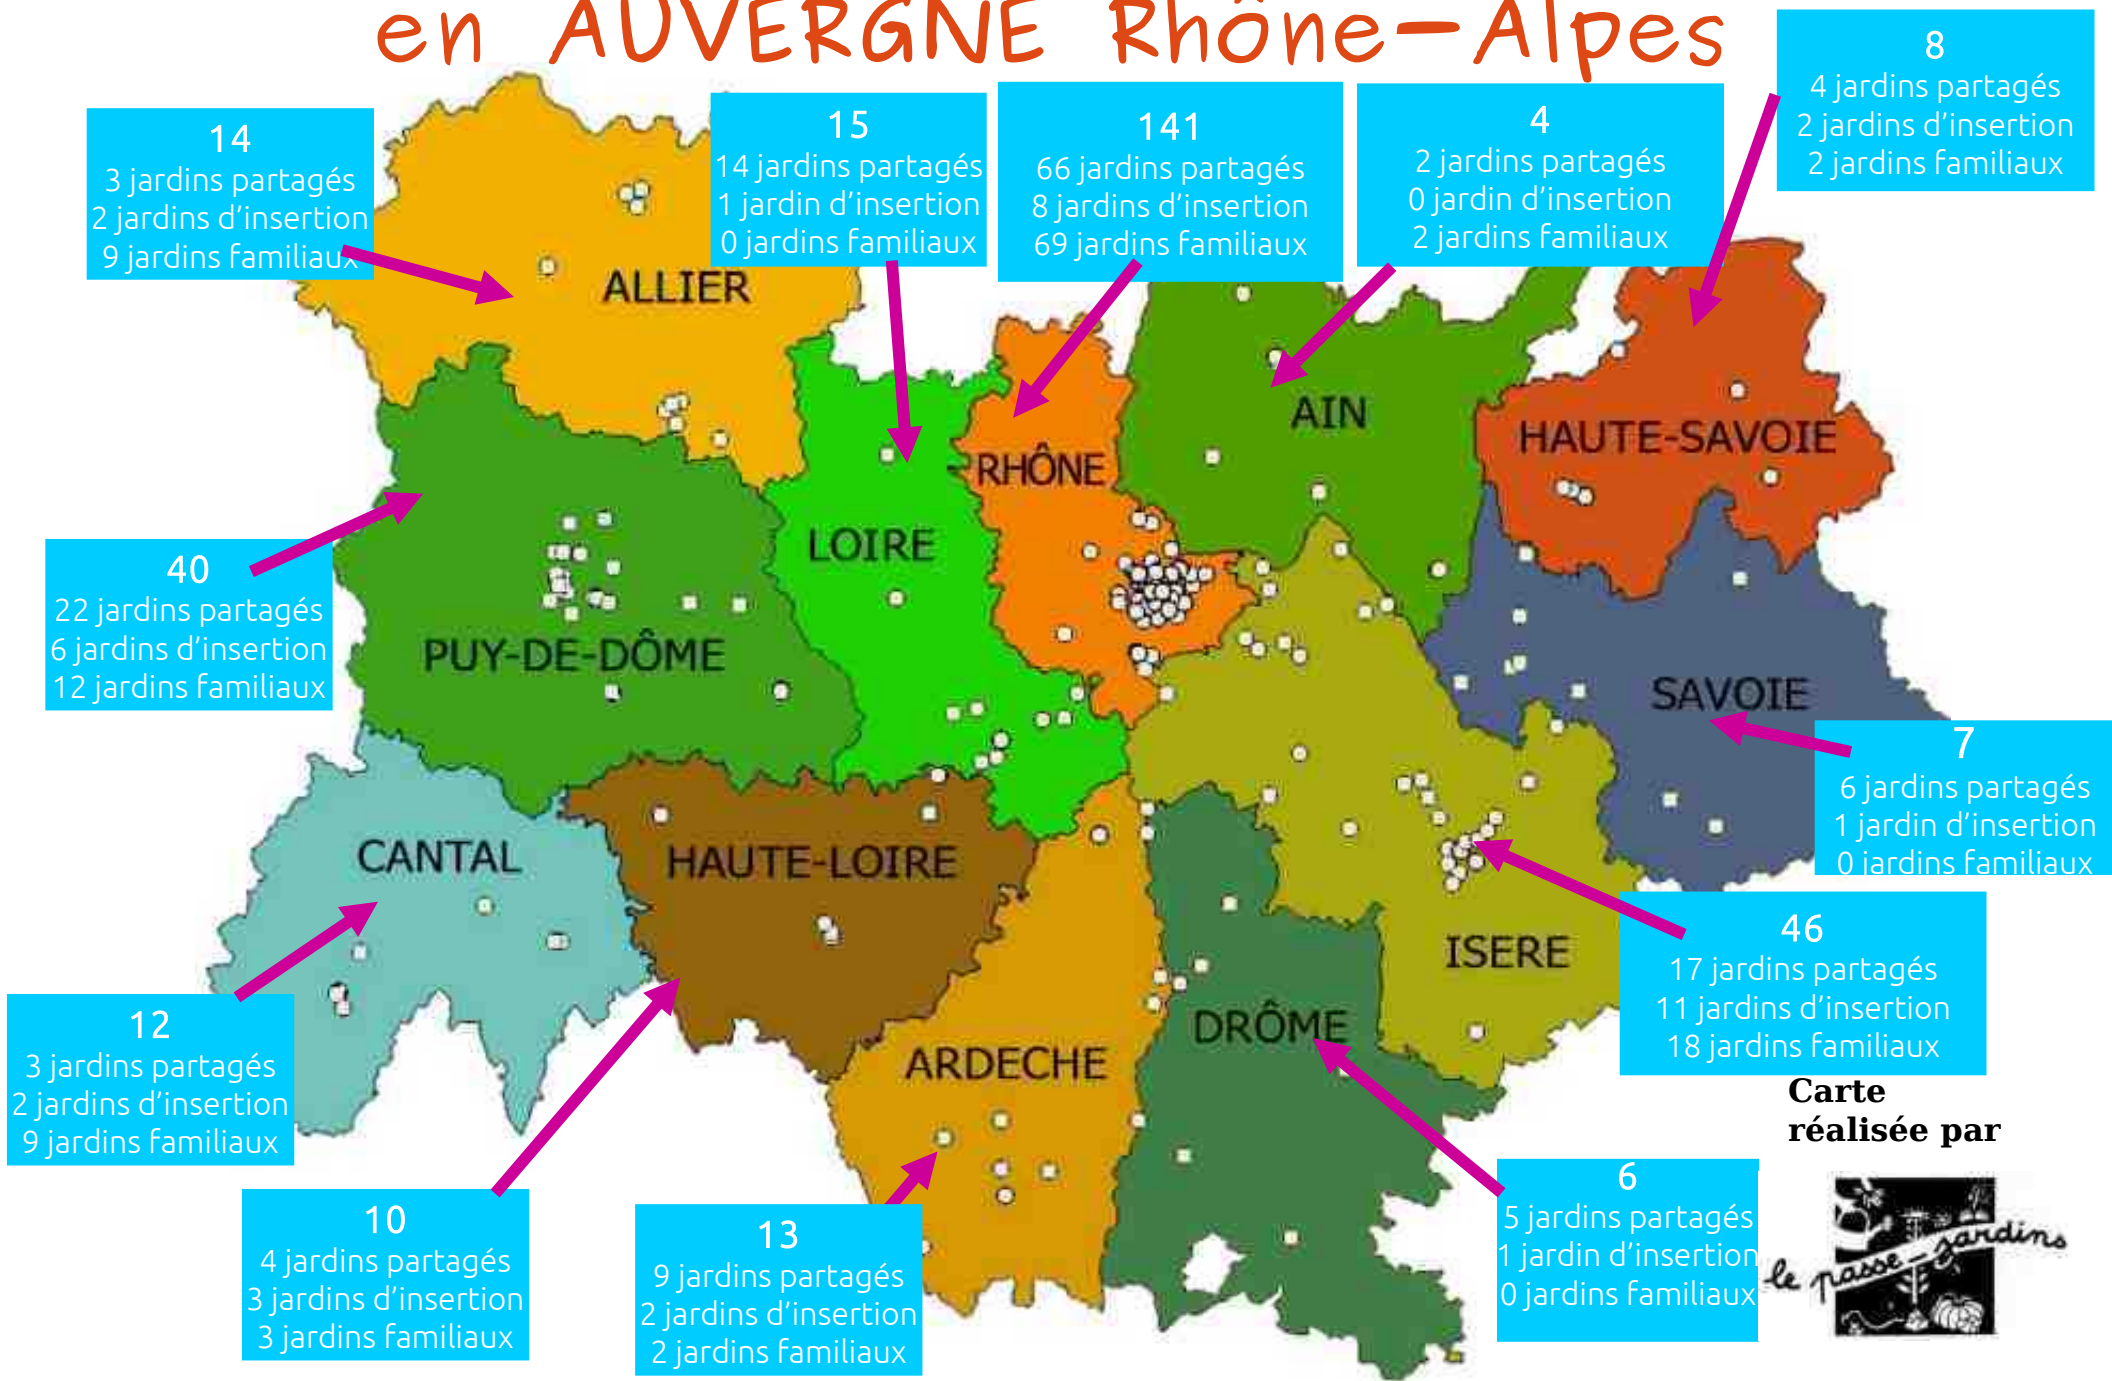 en AUVERGNE Rhône-Alpes
8
4 jardins partagés
2 jardins d'insertion
2 jardins familiaux
14
3 jardins partagés
2 jardins d'insertion
9 jardins familiaux
15
14 jardins partagés
1 jardin d'insertion
0 jardins familiaux
141
66 jardins partagés
8 jardins d'insertion
69 jardins familiaux
4
2 jardins partagés
0 jardin d'insertion
2 jardins familiaux
ALLIER
AIN
HAUTE-SAVOIE
RHÔNE
LOIRE
40
22 jardins partagés
6 jardins d'insertion
12 jardins familiaux
PUY-DE-DÔME
SAVOIE
7
6 jardins partagés
1 jardin d'insertion
0 jardins familiaux
CANTAL
HAUTE-LOIRE
ISERE
46
17 jardins partagés
11 jardins d'insertion
18 jardins familiaux
DRÔME
ARDECHE
12
3 jardins partagés
2 jardins d'insertion
9 jardins familiaux
Carte
réalisée par
10
4 jardins partagés
3 jardins d'insertion
3 jardins familiaux
13
9 jardins partagés
2 jardins d'insertion
2 jardins familiaux
6
5 jardins partagés
1 jardin d'insertion
0 jardins familiaux
le passe-jardins